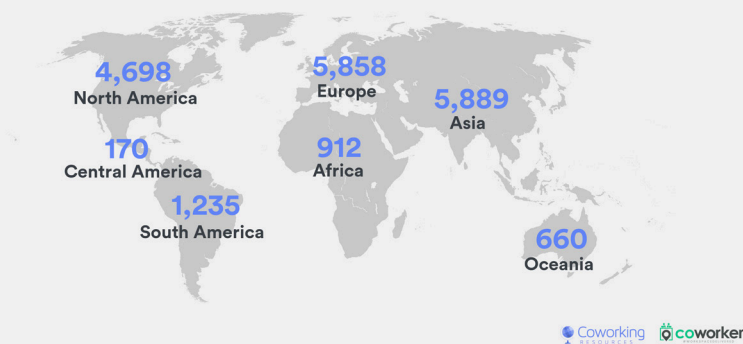 4,698
North America
5,858
Europe
5,889
Asia
170
Central America
912
Africa
1,235
South America
660
Oceania
Coworking
RESOURCES
coworker